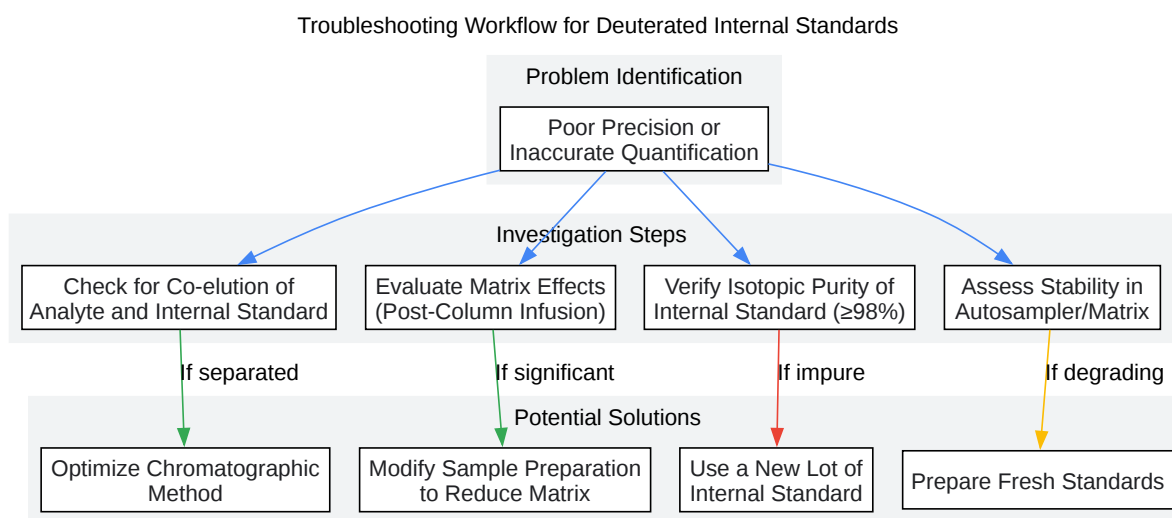 Troubleshooting Workflow for Deuterated Internal Standards
Problem Identification
Poor Precision or
Inaccurate Quantification
Investigation Steps
Check for Co-elution of
Analyte and Internal Standard
Evaluate Matrix Effects
(Post-Column Infusion)
Verify Isotopic Purity of
Internal Standard (≥98%)
Assess Stability in
Autosampler/Matrix
If separated
If significant
If impure
If degrading
Potential Solutions
Optimize Chromatographic
Method
Modify Sample Preparation
to Reduce Matrix
Use a New Lot of
Internal Standard
Prepare Fresh Standards